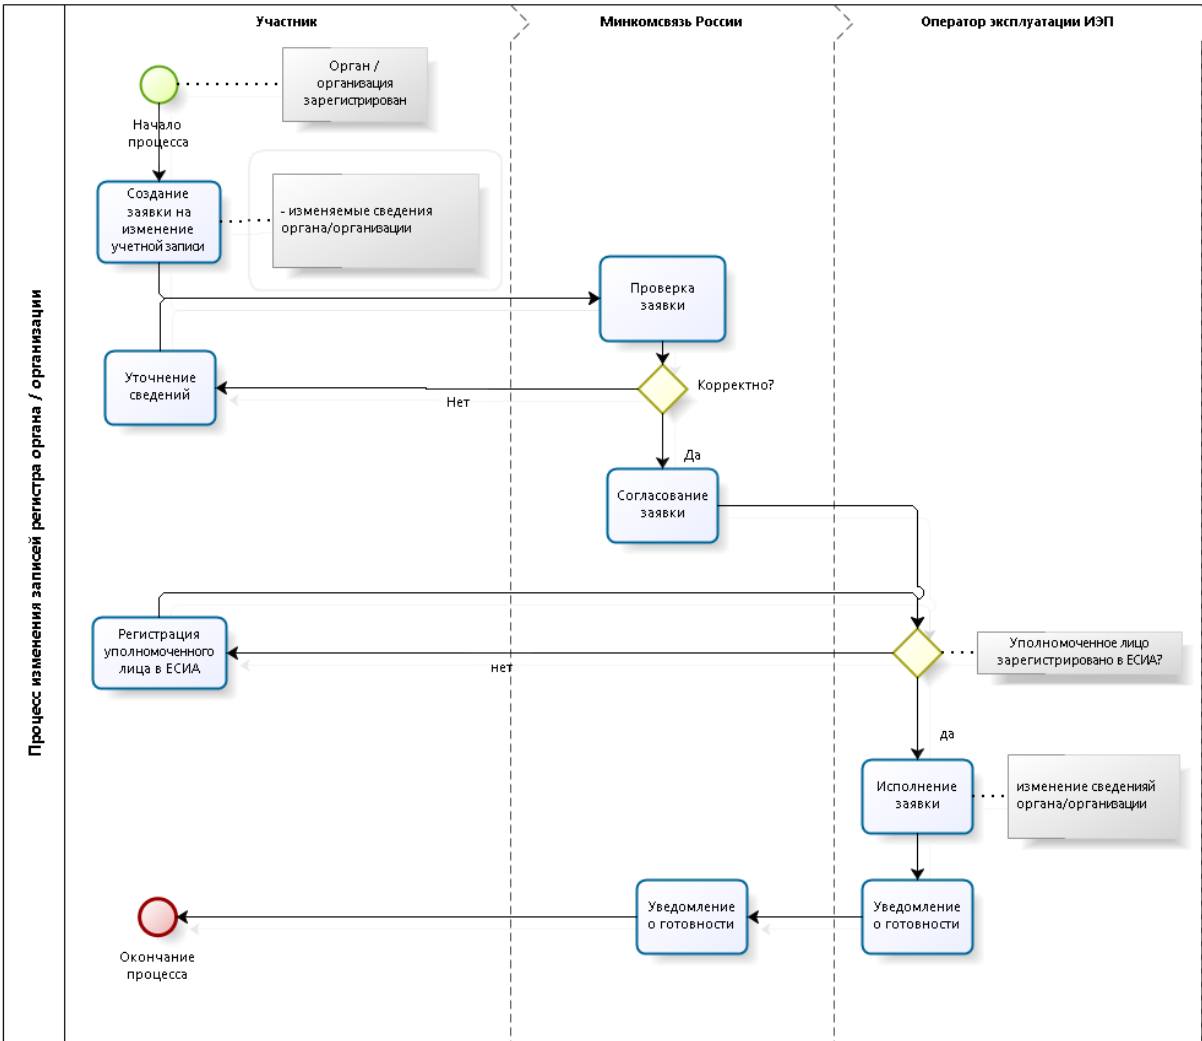 Участник
Минкомсвязь России
Оператор эксплуатации ИЭП
Процесс изменения записей регистра органа / организации
Орган /
организация
зарегистрирован
Начало
процесса
Создание
заявки на
изменение
учетной записи
- изменяемые сведения
органа/организации
Проверка
заявки
Уточнение
сведений
Корректно?
Нет
Да
Согласование
заявки
Регистрация
уполномоченного
лица в ЕСИА
нет
Уполномоченное лицо
зарегистрировано в ЕСИА?
да
Исполнение
заявки
изменение сведенияй
органа/организации
Уведомление
о готовности
Уведомление
о готовности
Окончание
процесса